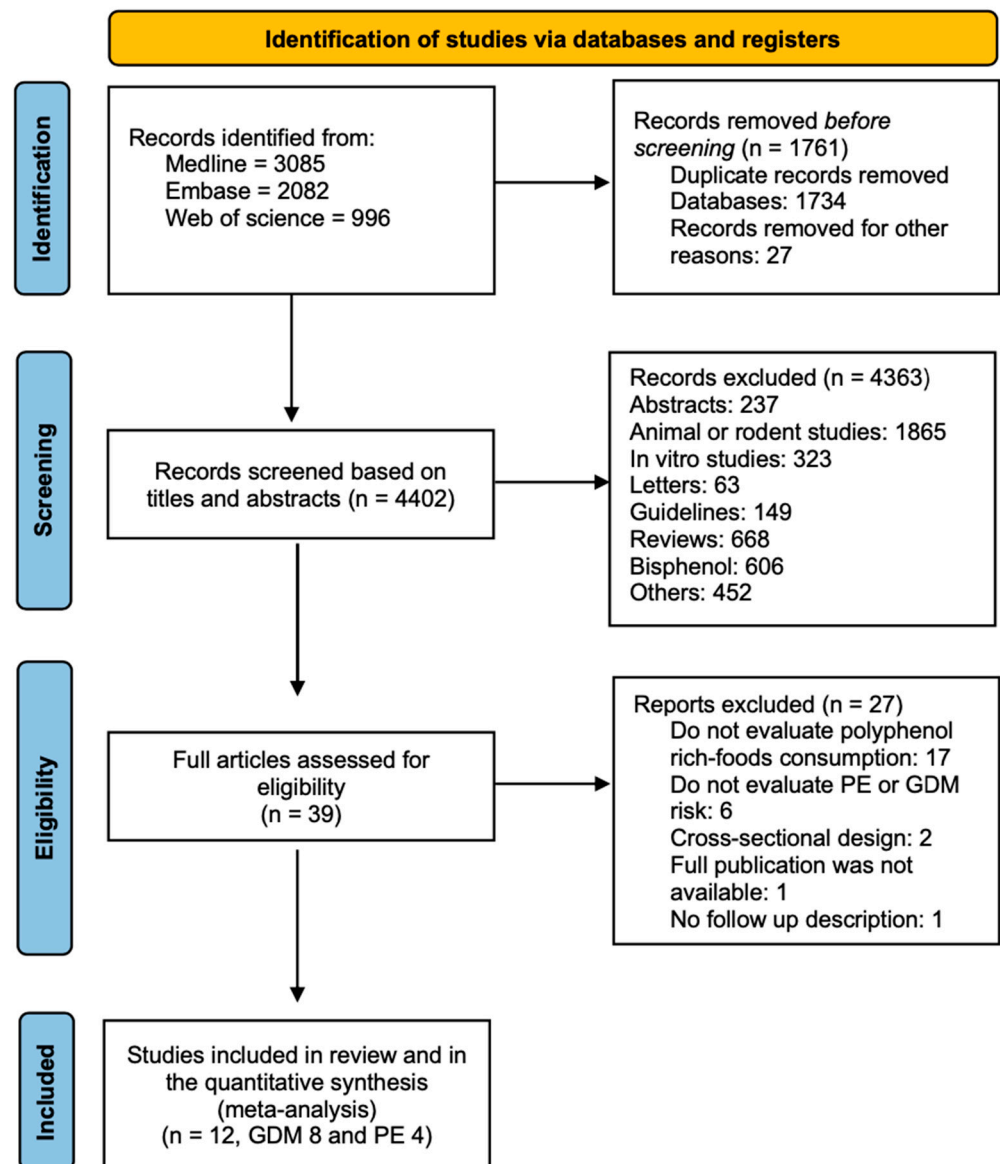 Identification of studies via databases and registers
Identification
Records identified from:
Medline = 3085
Embase = 2082
Web of science = 996
Records removed before
screening (n = 1761)
Duplicate records removed
Databases: 1734
Records removed for other
reasons: 27
Screening
Records screened based on
titles and abstracts (n = 4402)
Records excluded (n = 4363)
Abstracts: 237
Animal or rodent studies: 1865
In vitro studies: 323
Letters: 63
Guidelines: 149
Reviews: 668
Bisphenol: 606
Others: 452
Eligibility
Full articles assessed for
eligibility
(n = 39)
Reports excluded (n = 27)
Do not evaluate polyphenol
rich-foods consumption: 17
Do not evaluate PE or GDM
risk: 6
Cross-sectional design: 2
Full publication was not
available: 1
No follow up description: 1
Included
Studies included in review and in
the quantitative synthesis
(meta-analysis)
(n = 12, GDM 8 and PE 4)